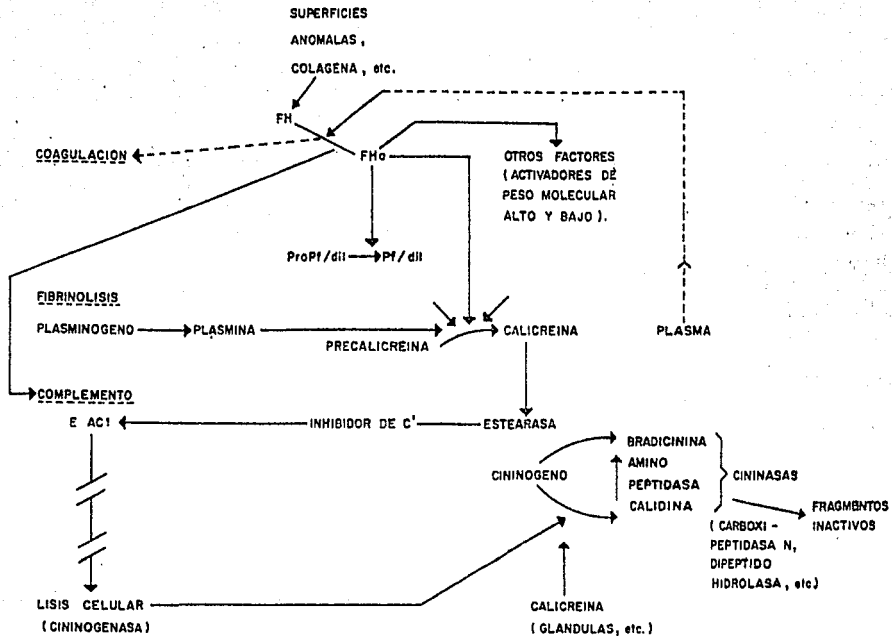 SUPERFICIES
ANOMALAS,
COLAGENA, etc.
FH
COAGULACION
FHa
OTROS FACTORES
(ACTIVADORES DE
PESO MOLECULAR
ALTO Y BAJO).
ProPf/dil
Pf/dil
FIBRINOLISIS
PLASMINOGENO
PLASMINA
PRECALICREINA
CALICREINA
PLASMA
COMPLEMENTO
E AC1
INHIBIDOR DE C'
ESTEARASA
CININOGENO
BRADICININA
AMINO
PEPTIDASA
CALIDINA
CININASAS
(CARBOXI-
PEPTIDASA N,
DIPEPTIDO
HIDROLASA, etc)
FRAGMENTOS
INACTIVOS
LISIS CELULAR
(CININOGENASA)
CALICREINA
(GLANDULAS, etc.)